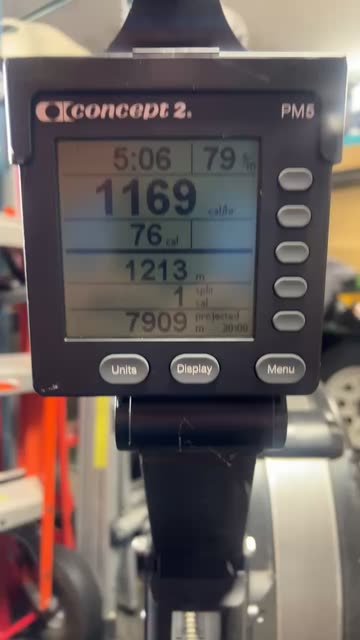 concept 2.
PM5
5:06 79 s/m
1169 cal/hr
76 cal
1213 m
1 split cal
7909 m projected 30:00
Units Display Menu